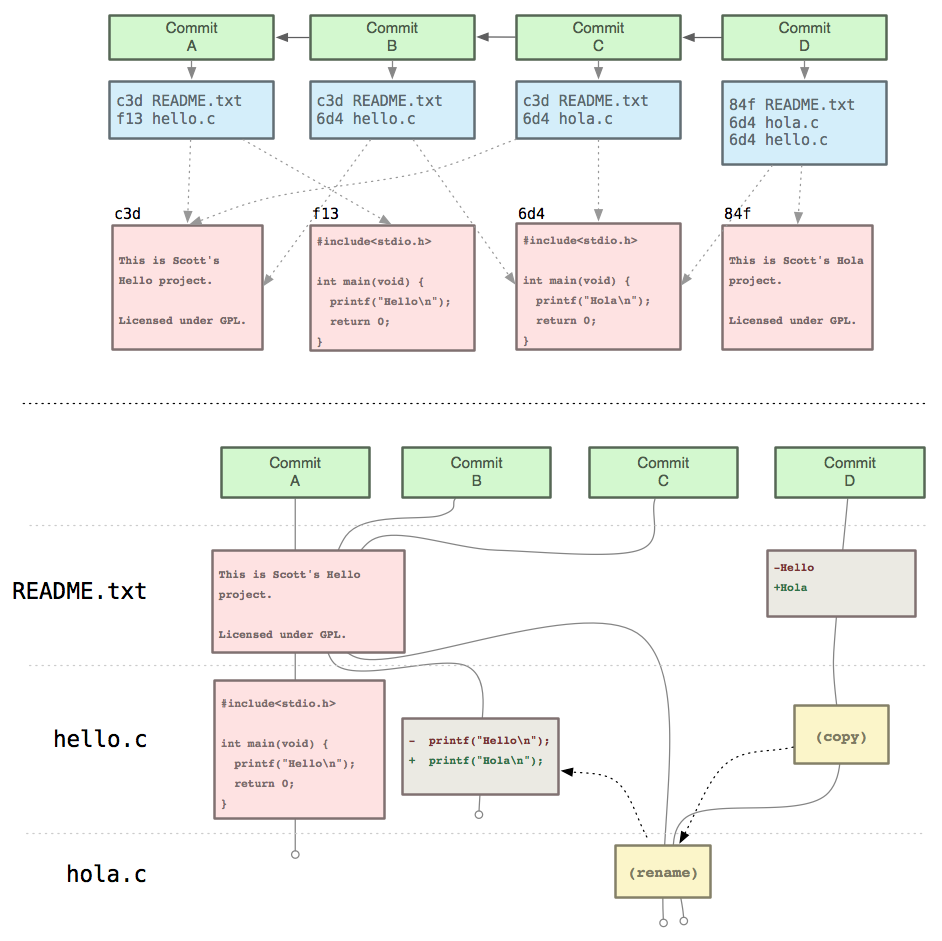 Commit
A
Commit
B
Commit
C
Commit
D
c3d README.txt
f13 hello.c
c3d README.txt
6d4 hello.c
c3d README.txt
6d4 hola.c
84f README.txt
6d4 hola.c
6d4 hello.c
c3d
This is Scott's
Hello project.
Licensed under GPL.
f13
#include<stdio.h>
int main(void) {
printf("Hello\n");
return 0;
}
6d4
#include<stdio.h>
int main(void) {
printf("Hola\n");
return 0;
}
84f
This is Scott's Hola
project.
Licensed under GPL.
Commit
A
Commit
B
Commit
C
Commit
D
README.txt
This is Scott's Hello
project.
Licensed under GPL.
-Hello
+Hola
hello.c
#include<stdio.h>
int main(void) {
printf("Hello\n");
return 0;
}
- printf("Hello\n");
+ printf("Hola\n");
(copy)
hola.c
(rename)